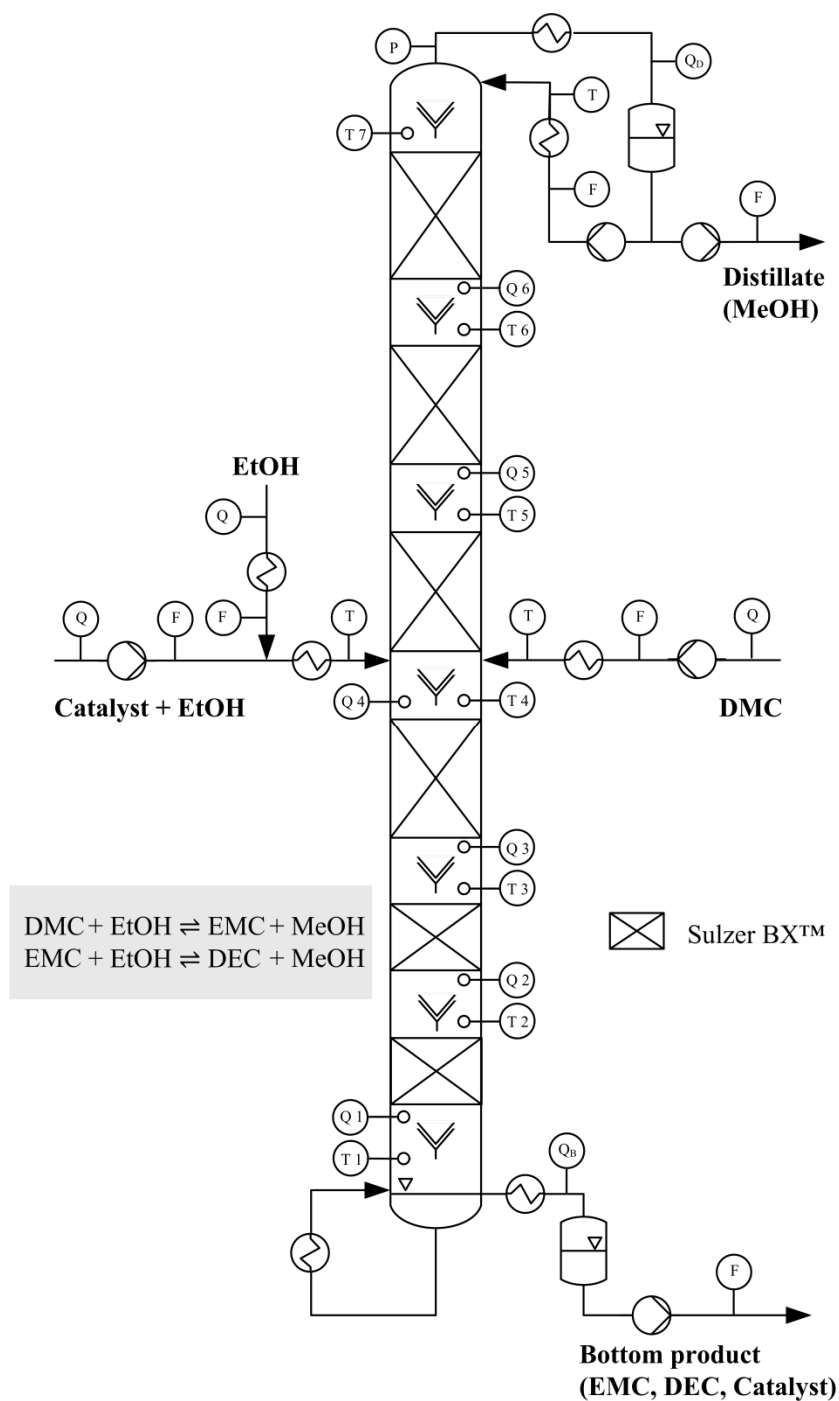 P
Q_D
T
T 7
F
F
Distillate
(MeOH)
Q 6
T 6
EtOH
Q 5
Q
T 5
Q
F
F
T
T
F
Q
Catalyst + EtOH
Q 4
T 4
DMC
Q 3
T 3
DMC + EtOH ⇌ EMC + MeOH
EMC + EtOH ⇌ DEC + MeOH
Sulzer BX™
Q 2
T 2
Q 1
T 1
Q_B
F
Bottom product
(EMC, DEC, Catalyst)